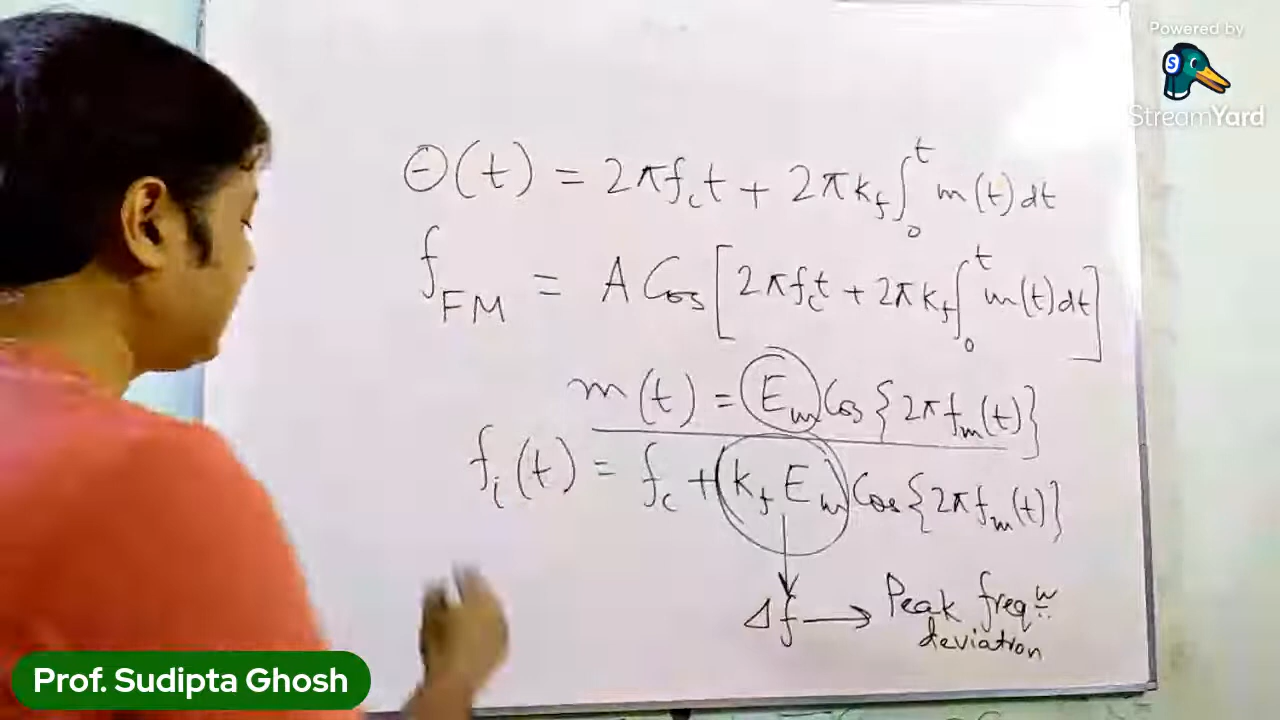 Powered by
StreamYard
Θ(t) = 2πf_c t + 2πk_f ∫_0^t m(t)dt
f_FM = A Cos[2πf_c t + 2πk_f ∫_0^t m(t)dt]
m(t) = E_m Cos{2πf_m(t)}
f_i(t) = f_c + k_f E_m Cos{2πf_m(t)}
Δf → Peak freq
deviation
Prof. Sudipta Ghosh